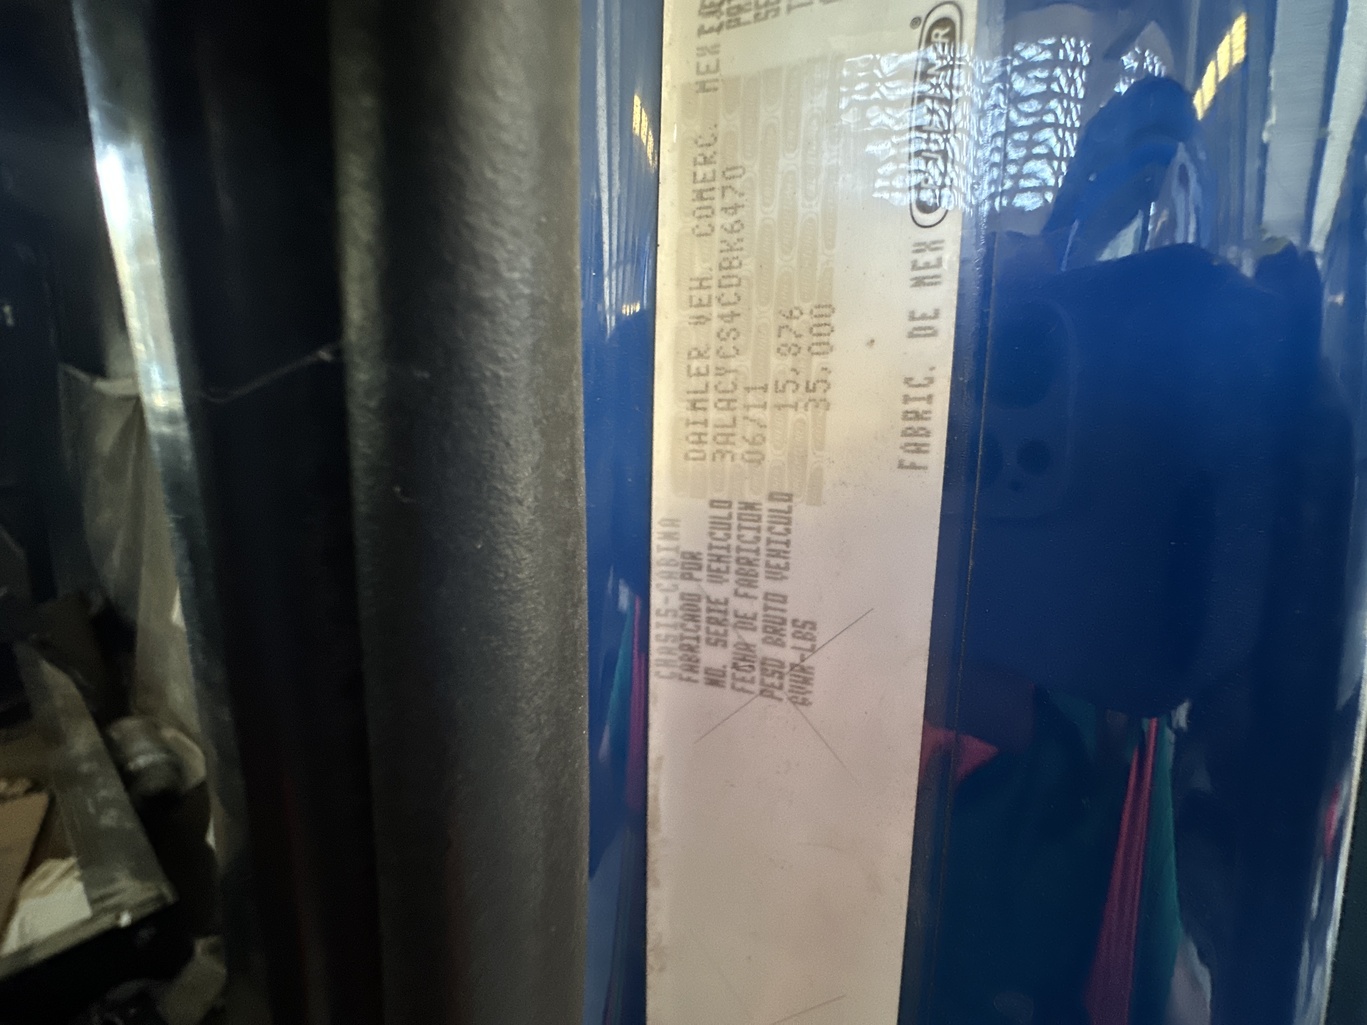 CHASIS-CABINA
FABRICADO POR DAIMLER VEH. COMERC. MEX
NO. SERIE VEHICULO 3ALACYCS4CDBK6470
FECHA DE FABRICION 06/11
PESO BRUTO VEHICULO 15,876
GVWR-LBS 35,000
FABRIC. DE MEX